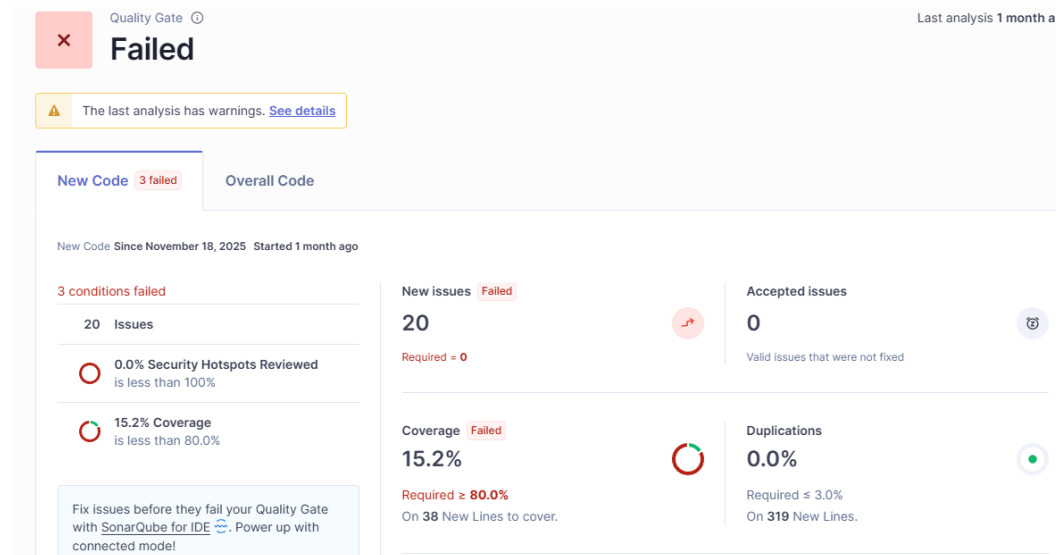 Quality Gate
Last analysis 1 month a
Failed
The last analysis has warnings. See details
New Code 3 failed
Overall Code
New Code Since November 18, 2025 Started 1 month ago
3 conditions failed
20 Issues
0.0% Security Hotspots Reviewed
is less than 100%
15.2% Coverage
is less than 80.0%
Fix issues before they fail your Quality Gate
with SonarQube for IDE. Power up with
connected mode!
New issues Failed
20
Required = 0
Accepted issues
0
Valid issues that were not fixed
Coverage Failed
15.2%
Required ≥ 80.0%
On 38 New Lines to cover.
Duplications
0.0%
Required ≤ 3.0%
On 319 New Lines.